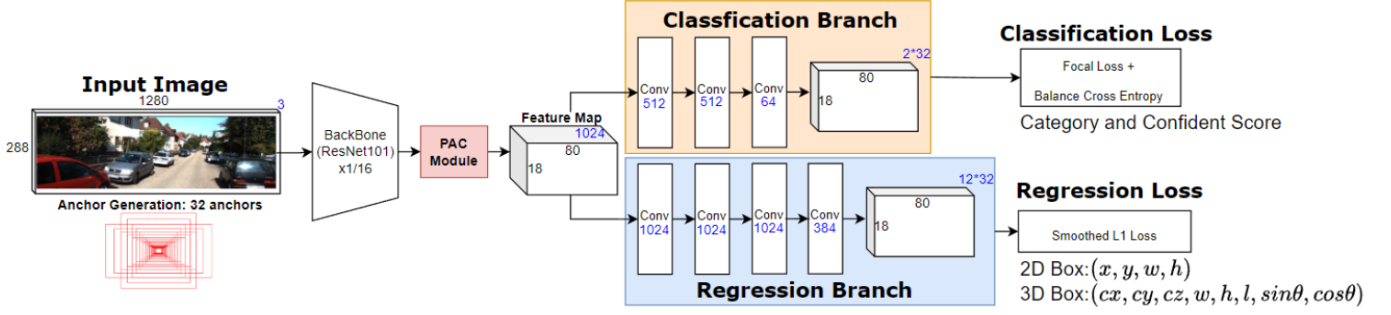 Input Image
1280
3
288
Anchor Generation: 32 anchors
BackBone
(ResNet101)
x1/16
PAC
Module
Feature Map
1024
80
18
Classfication Branch
Conv
512
Conv
512
Conv
64
2*32
80
18
Classification Loss
Focal Loss +
Balance Cross Entropy
Category and Confident Score
Conv
1024
Conv
1024
Conv
1024
Conv
384
12*32
80
18
Regression Branch
Regression Loss
Smoothed L1 Loss
2D Box:(x, y, w, h)
3D Box:(cx, cy, cz, w, h, l, sinθ, cosθ)